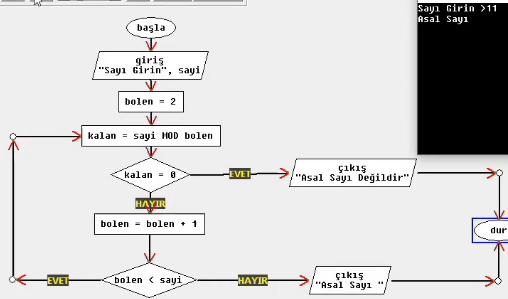 Sayı Girin >11
Asal Sayı
başla
giriş
"Sayı Girin", sayi
bolen = 2
kalan = sayi MOD bolen
kalan = 0
EVET
çıkış
"Asal Sayı Değildir"
HAYIR
bolen = bolen + 1
dur
EVET
bolen < sayi
HAYIR
çıkış
"Asal Sayı "